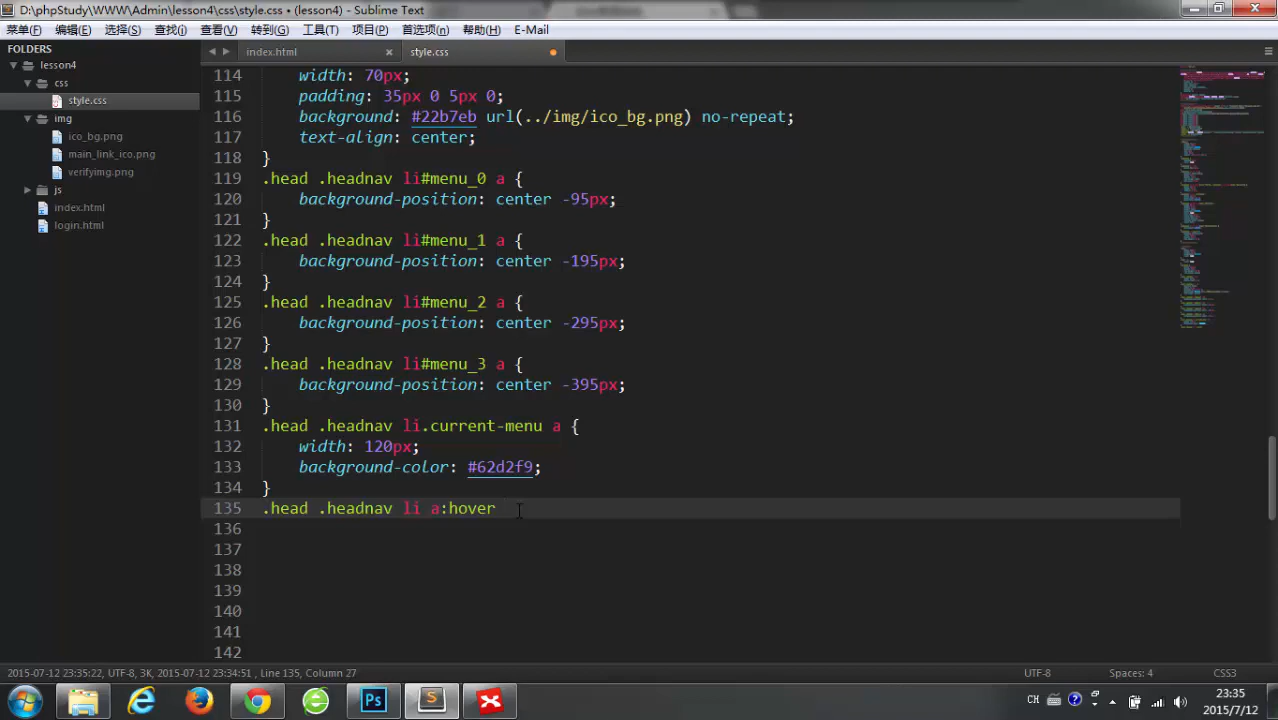 D:\phpStudy\WWW\Admin\lesson4\css\style.css • (lesson4) - Sublime Text
菜单(F) 编辑(E) 选择(S) 查找(i) 查看(V) 转到(G) 工具(T) 项目(P) 首选项(n) 帮助(H) E-Mail
FOLDERS
lesson4
css
style.css
img
ico_bg.png
main_link_ico.png
verifyimg.png
js
index.html
login.html
index.html × style.css
114 width: 70px;
115 padding: 35px 0 5px 0;
116 background: #22b7eb url(../img/ico_bg.png) no-repeat;
117 text-align: center;
118 }
119 .head .headnav li#menu_0 a {
120 background-position: center -95px;
121 }
122 .head .headnav li#menu_1 a {
123 background-position: center -195px;
124 }
125 .head .headnav li#menu_2 a {
126 background-position: center -295px;
127 }
128 .head .headnav li#menu_3 a {
129 background-position: center -395px;
130 }
131 .head .headnav li.current-menu a {
132 width: 120px;
133 background-color: #62d2f9;
134 }
135 .head .headnav li a:hover
136
137
138
139
140
141
142
2015-07-12 23:35:22, UTF-8, 3K, 2015-07-12 23:34:51 , Line 135, Column 27 UTF-8 Spaces: 4 CSS3
Ps S CH 23:35
2015/7/12